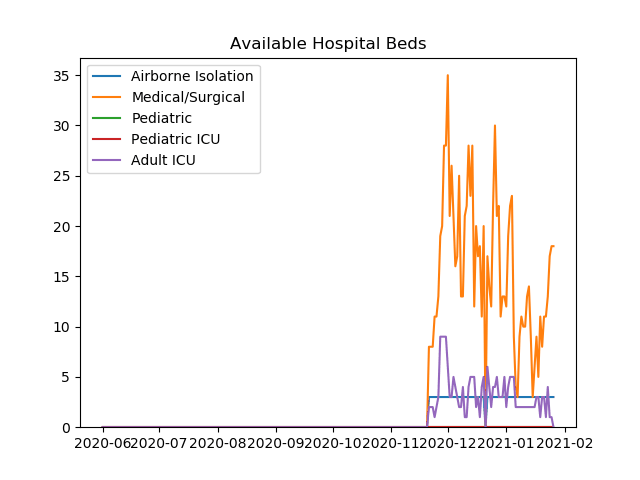 Available Hospital Beds
Airborne Isolation
Medical/Surgical
Pediatric
Pediatric ICU
Adult ICU
35
30
25
20
15
10
5
0
2020-06 2020-07 2020-08 2020-09 2020-10 2020-11 2020-12 2021-01 2021-02